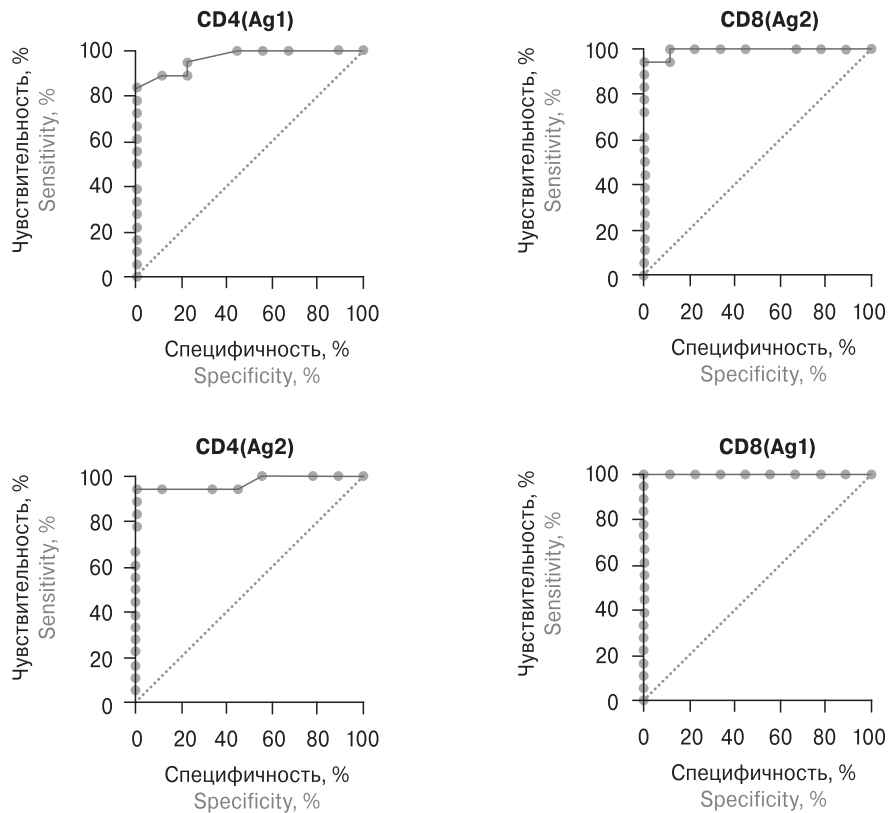 CD4(Ag1)
Чувствительность, %
Sensitivity, %
100
80
60
40
20
0
0 20 40 60 80 100
Специфичность, %
Specificity, %
CD8(Ag2)
Чувствительность, %
Sensitivity, %
100
80
60
40
20
0
0 20 40 60 80 100
Специфичность, %
Specificity, %
CD4(Ag2)
Чувствительность, %
Sensitivity, %
100
80
60
40
20
0
0 20 40 60 80 100
Специфичность, %
Specificity, %
CD8(Ag1)
Чувствительность, %
Sensitivity, %
100
80
60
40
20
0
0 20 40 60 80 100
Специфичность, %
Specificity, %